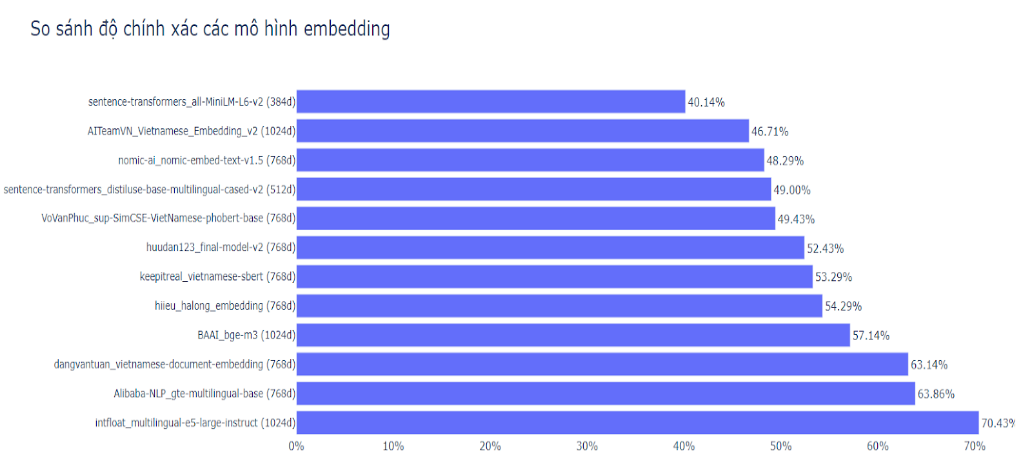 So sánh độ chính xác các mô hình embedding
sentence-transformers_all-MiniLM-L6-v2 (384d) 40.14%
AITeamVN_Vietnamese_Embedding_v2 (1024d) 46.71%
nomic-ai_nomic-embed-text-v1.5 (768d) 48.29%
sentence-transformers_distiluse-base-multilingual-cased-v2 (512d) 49.00%
VoVanPhuc_sup-SimCSE-VietNamese-phobert-base (768d) 49.43%
huudan123_final-model-v2 (768d) 52.43%
keepitreal_vietnamese-sbert (768d) 53.29%
hiieu_halong_embedding (768d) 54.29%
BAAI_bge-m3 (1024d) 57.14%
dangvantuan_vietnamese-document-embedding (768d) 63.14%
Alibaba-NLP_gte-multilingual-base (768d) 63.86%
intfloat_multilingual-e5-large-instruct (1024d) 70.43%
0% 10% 20% 30% 40% 50% 60% 70%